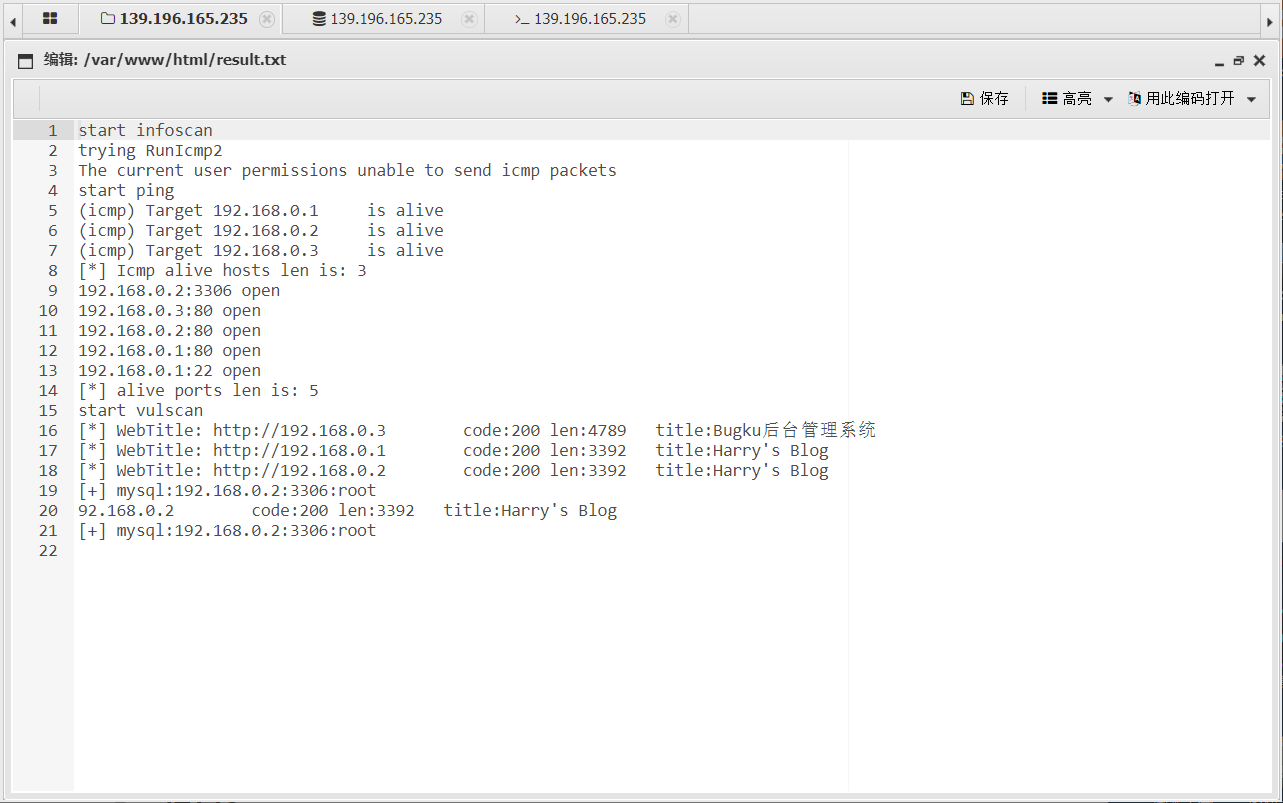 139.196.165.235
139.196.165.235
>_ 139.196.165.235
编辑: /var/www/html/result.txt
保存
高亮
用此编码打开
1 start infoscan
2 trying RunIcmp2
3 The current user permissions unable to send icmp packets
4 start ping
5 (icmp) Target 192.168.0.1     is alive
6 (icmp) Target 192.168.0.2     is alive
7 (icmp) Target 192.168.0.3     is alive
8 [*] Icmp alive hosts len is: 3
9 192.168.0.2:3306 open
10 192.168.0.3:80 open
11 192.168.0.2:80 open
12 192.168.0.1:80 open
13 192.168.0.1:22 open
14 [*] alive ports len is: 5
15 start vulscan
16 [*] WebTitle: http://192.168.0.3        code:200 len:4789   title:Bugku后台管理系统
17 [*] WebTitle: http://192.168.0.1        code:200 len:3392   title:Harry's Blog
18 [*] WebTitle: http://192.168.0.2        code:200 len:3392   title:Harry's Blog
19 [+] mysql:192.168.0.2:3306:root
20 92.168.0.2        code:200 len:3392   title:Harry's Blog
21 [+] mysql:192.168.0.2:3306:root
22